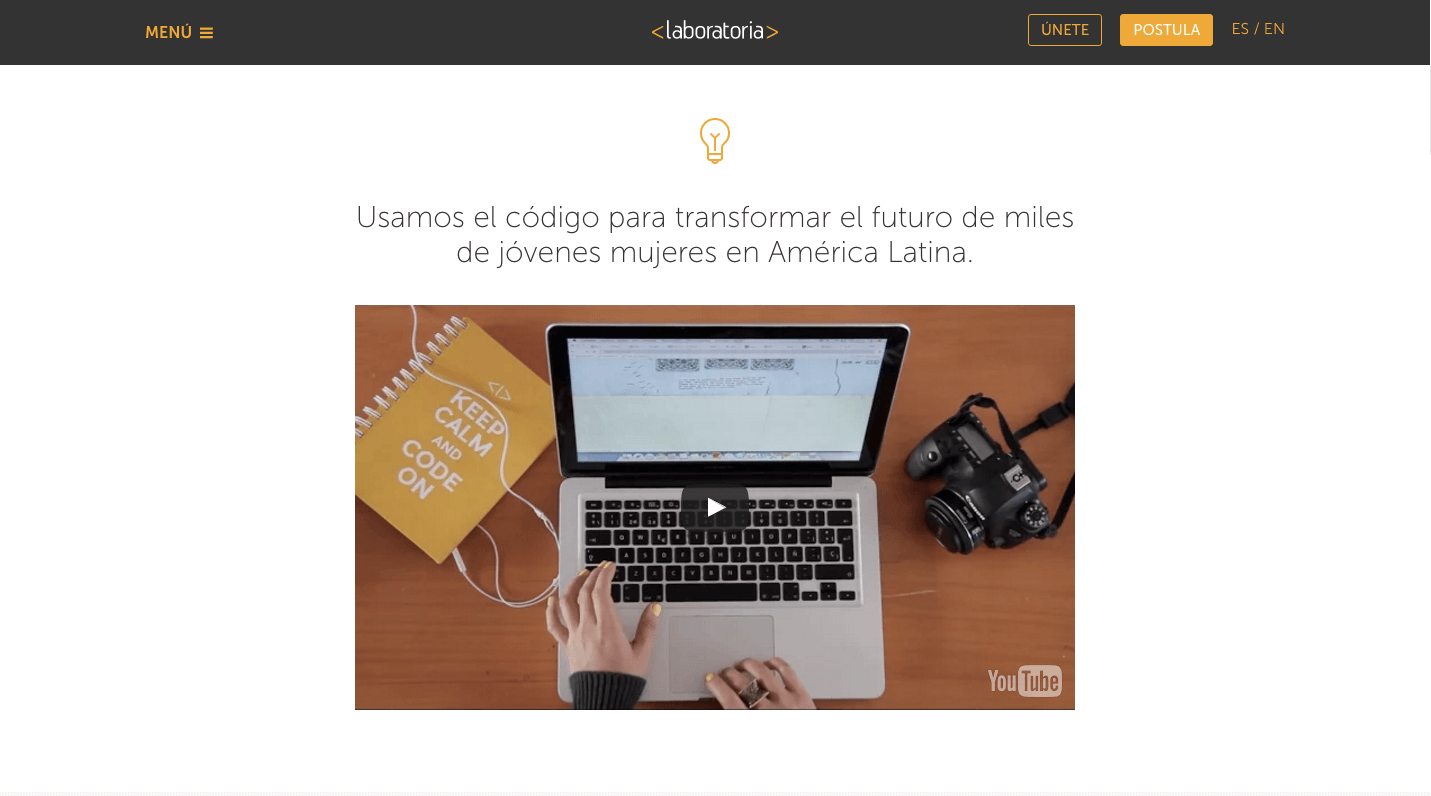 MENÚ
<laboratoria>
ÚNETE
POSTULA
ES / EN
Usamos el código para transformar el futuro de miles
de jóvenes mujeres en América Latina.
</>
KEEP
CALM
AND
CODE
ON
Canon
YouTube